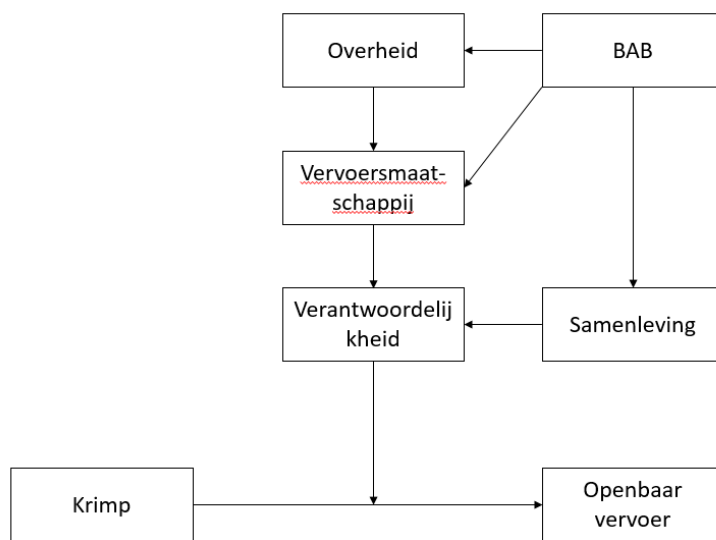 Overheid
BAB
Vervoersmaat-
schappij
Verantwoordelij
kheid
Samenleving
Krimp
Openbaar
vervoer